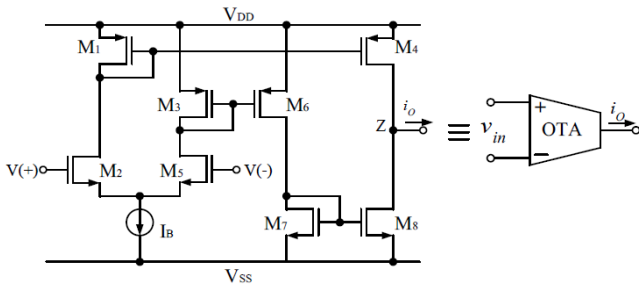 VDD
M1
M4
M3
M6
iO
iO
Z
+
≡
vin
OTA
−
V(+)
M2
M5
V(-)
IB
M7
M8
VSS